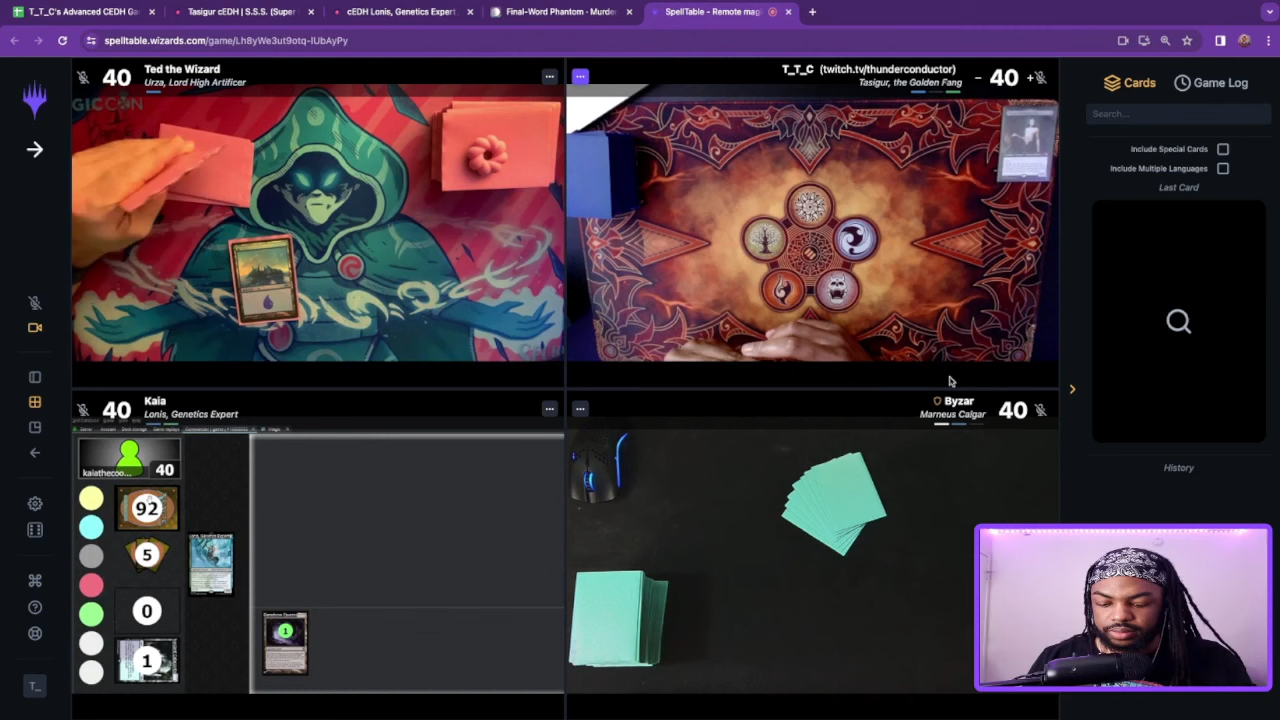 T_T_C's Advanced CEDH Ga
Tasigur cEDH | S.S.S. (Super
cEDH Lonis, Genetics Expert
Final-Word Phantom · Murde
SpellTable - Remote mag
spelltable.wizards.com/game/Lh8yWe3ut9otq-IUbAyPy
40
Ted the Wizard
Urza, Lord High Artificer
T_T_C (twitch.tv/thunderconductor)
Tasigur, the Golden Fang
- 40 +
Cards
Game Log
Search...
Include Special Cards
Include Multiple Languages
Last Card
History
40
Kaia
Lonis, Genetics Expert
Byzar
Marneus Calgar
40
kaiathecoo...
40
92
5
0
1
1
T_